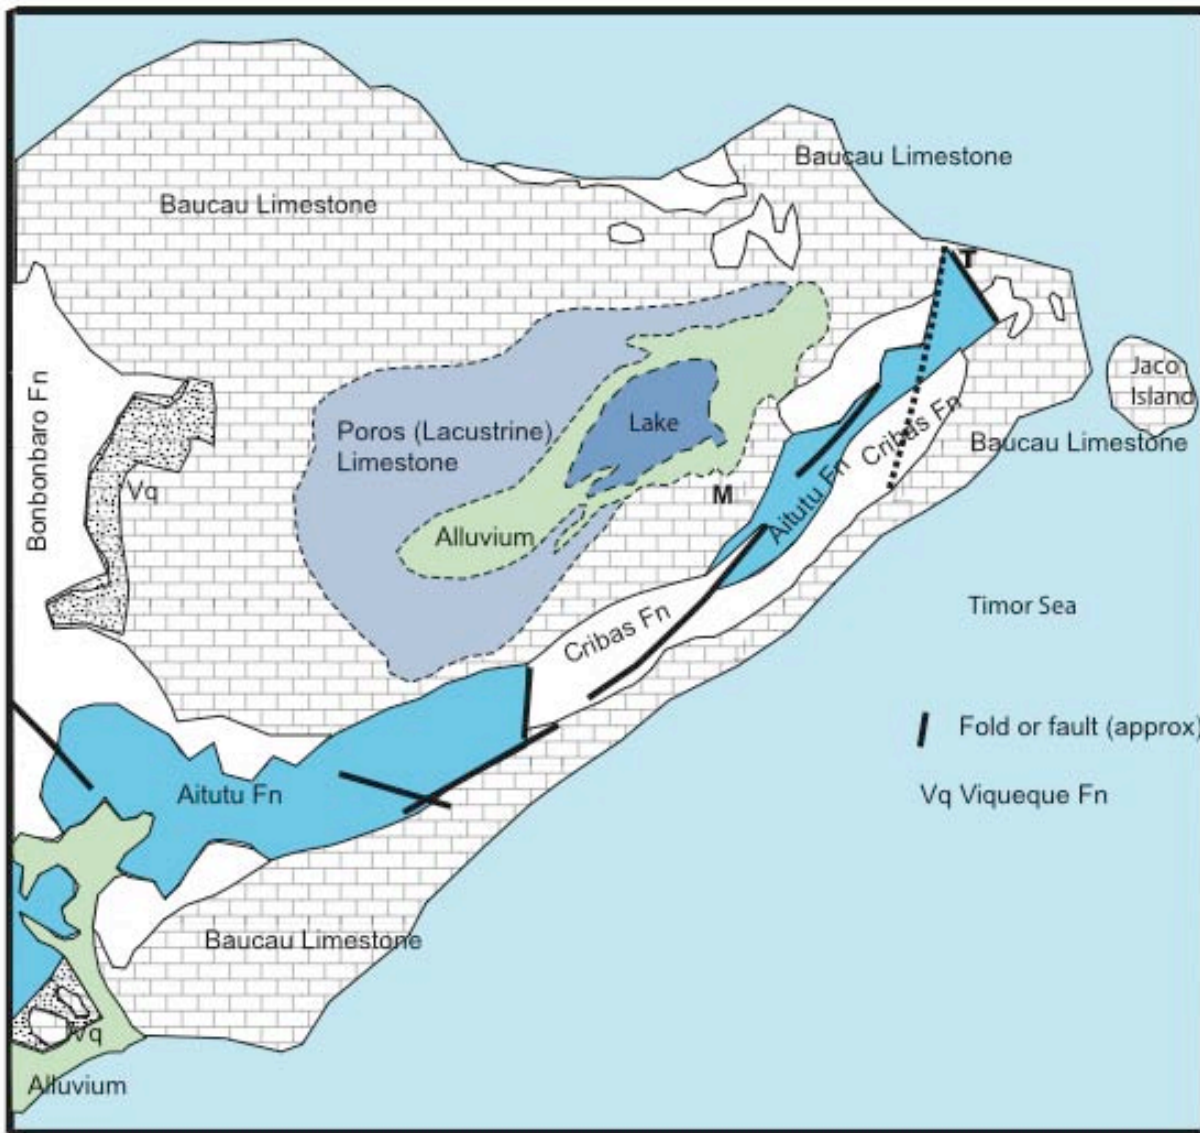 Baucau Limestone
Baucau Limestone
T
Bonbonbaro Fn
Vq
Poros (Lacustrine)
Limestone
Lake
Alluvium
M
Aitutu Fn
Cribas Fn
Jaco
Island
Baucau Limestone
Cribas Fn
Timor Sea
Fold or fault (approx)
Vq Viqueque Fn
Aitutu Fn
Baucau Limestone
Vq
Alluvium